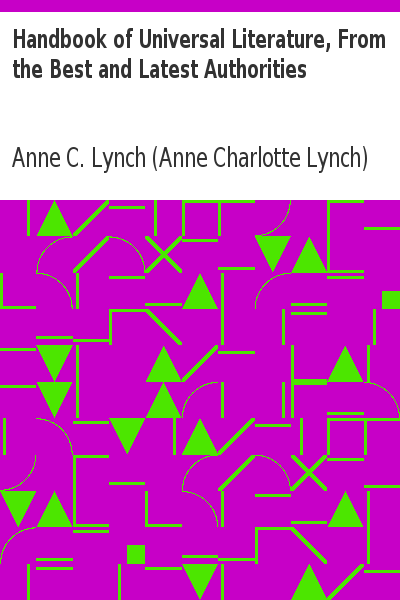 Handbook of Universal Literature, From
the Best and Latest Authorities
Anne C. Lynch (Anne Charlotte Lynch)